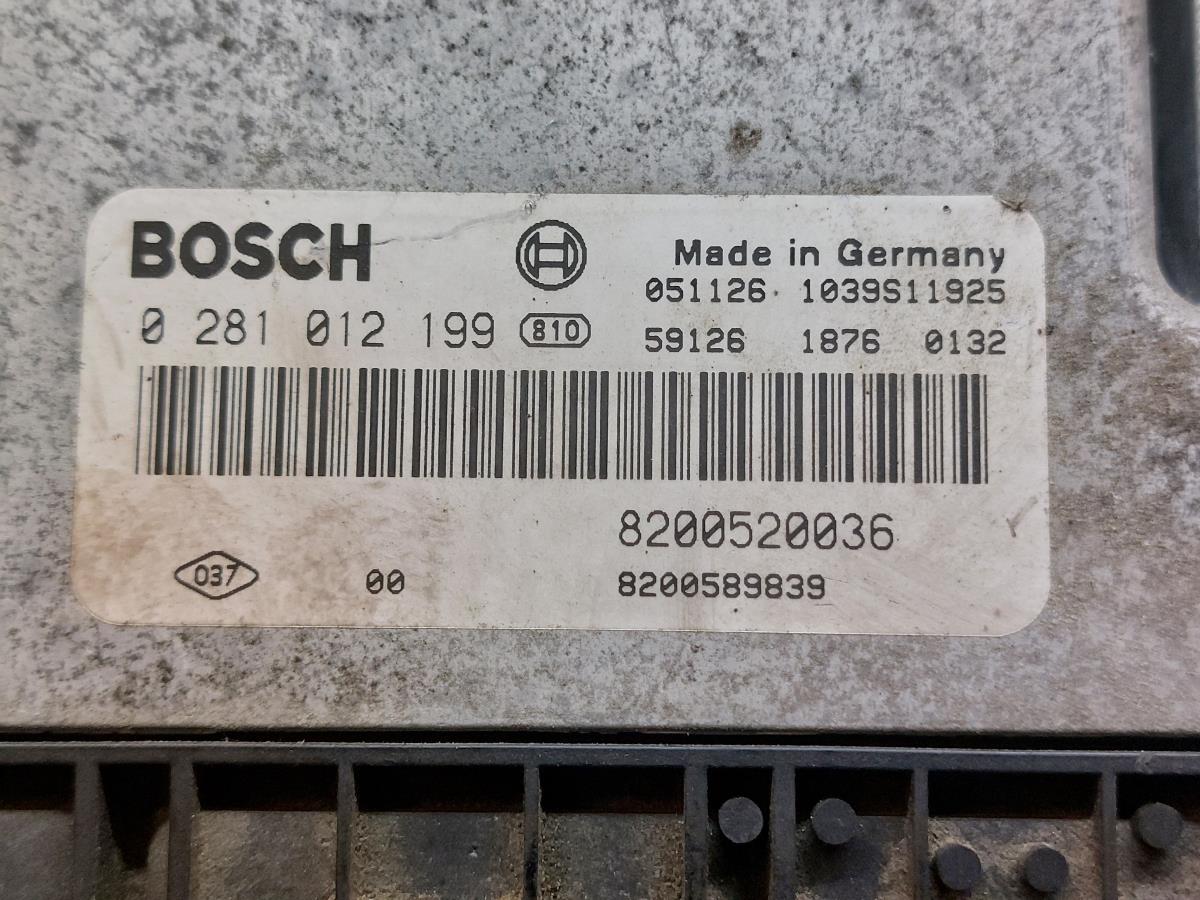 BOSCH
Made in Germany
051126 1039S11925
0 281 012 199 810
59126 1876 0132
8200520036
037 00 8200589839